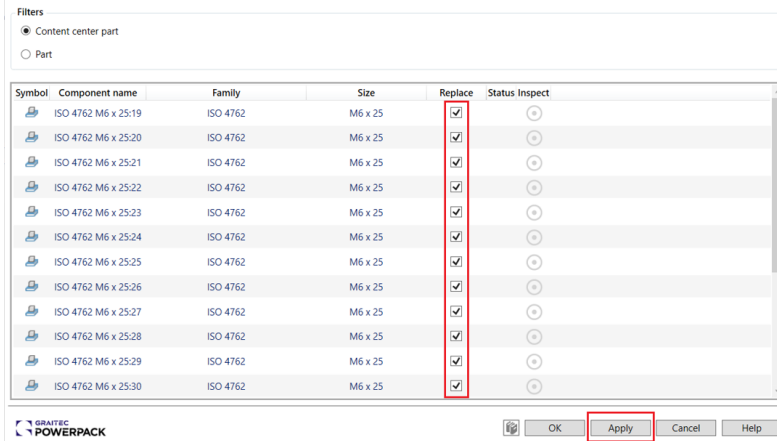 Filters
Content center part
Part
Symbol Component name Family Size Replace Status Inspect
ISO 4762 M6 x 25:19 ISO 4762 M6 x 25
ISO 4762 M6 x 25:20 ISO 4762 M6 x 25
ISO 4762 M6 x 25:21 ISO 4762 M6 x 25
ISO 4762 M6 x 25:22 ISO 4762 M6 x 25
ISO 4762 M6 x 25:23 ISO 4762 M6 x 25
ISO 4762 M6 x 25:24 ISO 4762 M6 x 25
ISO 4762 M6 x 25:25 ISO 4762 M6 x 25
ISO 4762 M6 x 25:26 ISO 4762 M6 x 25
ISO 4762 M6 x 25:27 ISO 4762 M6 x 25
ISO 4762 M6 x 25:28 ISO 4762 M6 x 25
ISO 4762 M6 x 25:29 ISO 4762 M6 x 25
ISO 4762 M6 x 25:30 ISO 4762 M6 x 25
GRAITEC
POWERPACK
OK Apply Cancel Help